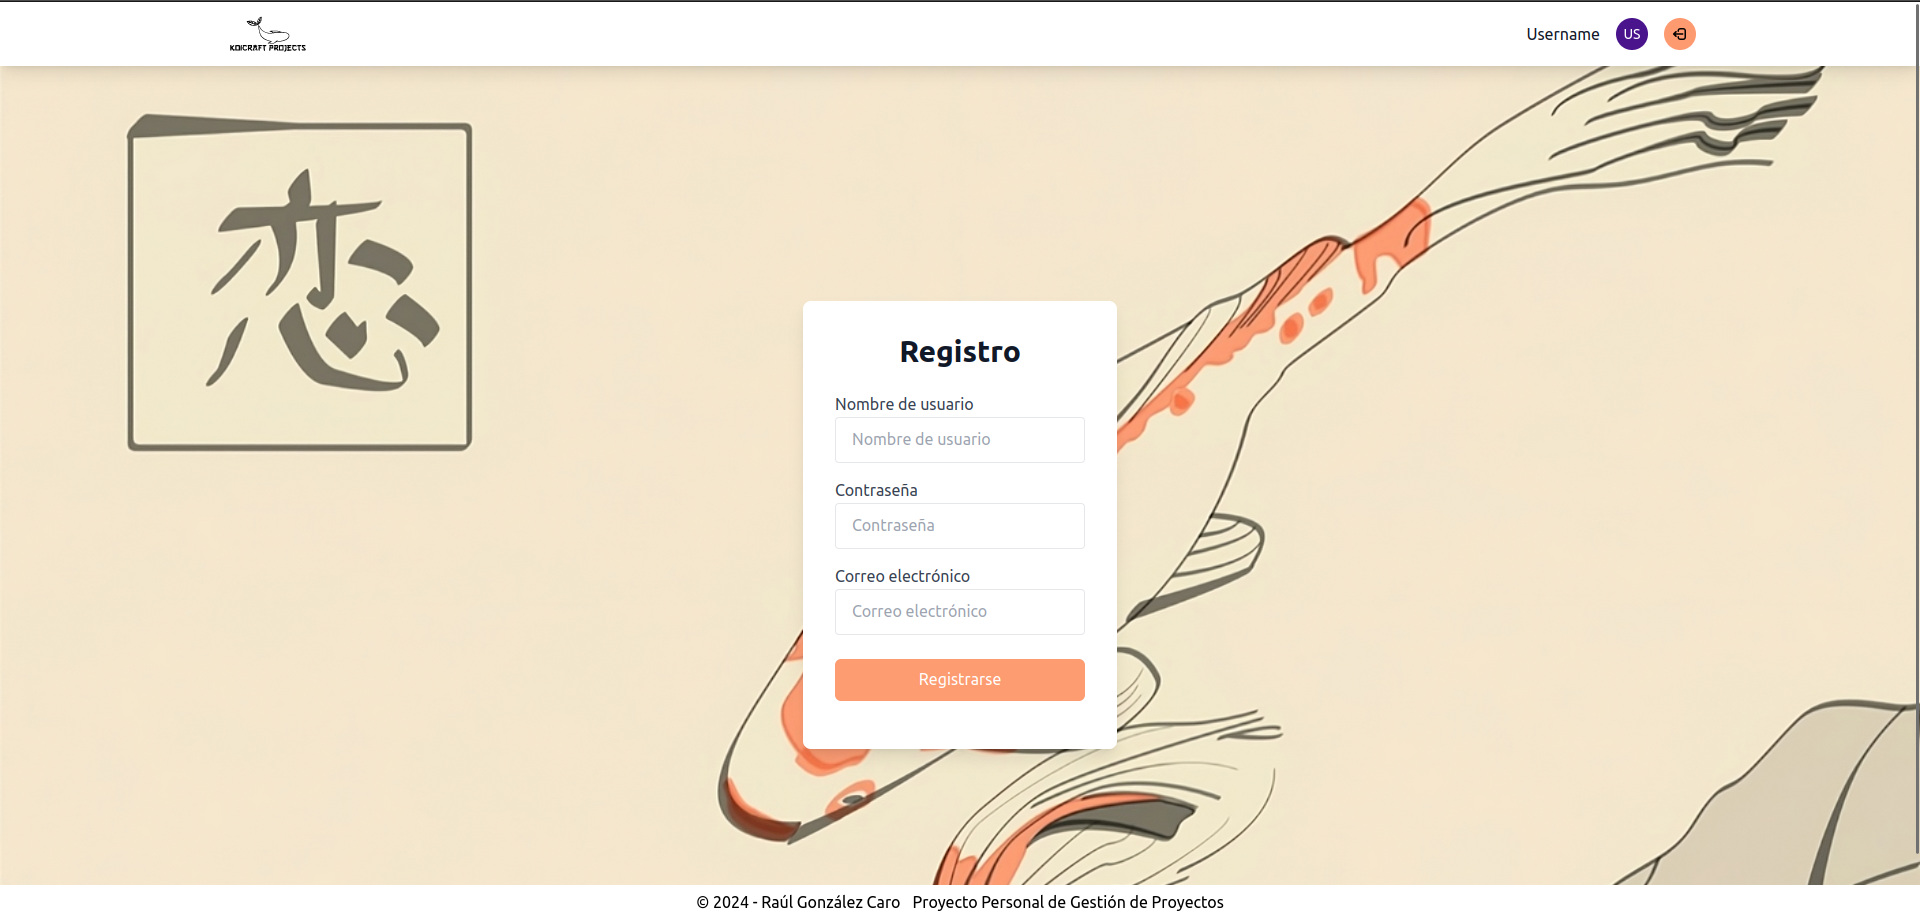 KOICRAFT PROJECTS
Username
US
恋
Registro
Nombre de usuario
Nombre de usuario
Contraseña
Contraseña
Correo electrónico
Correo electrónico
Registrarse
© 2024 - Raúl González Caro Proyecto Personal de Gestión de Proyectos